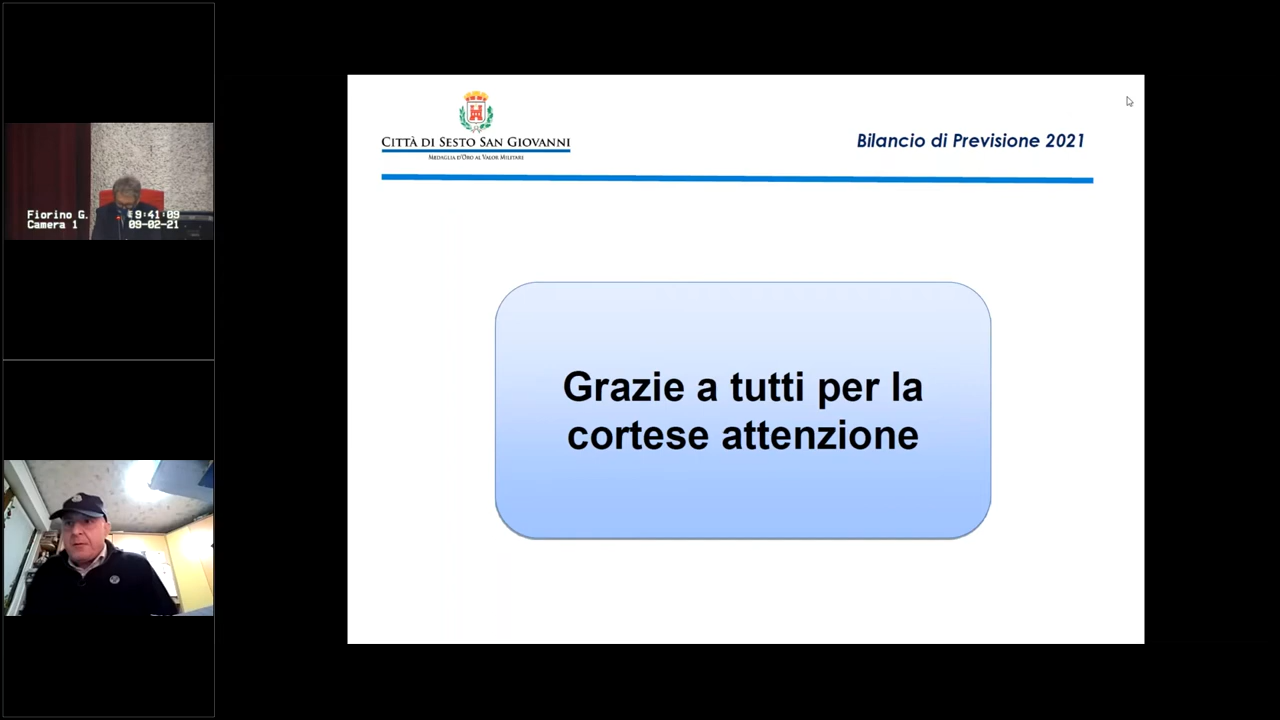 CITTÀ DI SESTO SAN GIOVANNI
MEDAGLIA D'ORO AL VALOR MILITARE
Bilancio di Previsione 2021
Grazie a tutti per la
cortese attenzione
Fiorino G.
9:41:09
Camera 1
09-02-21